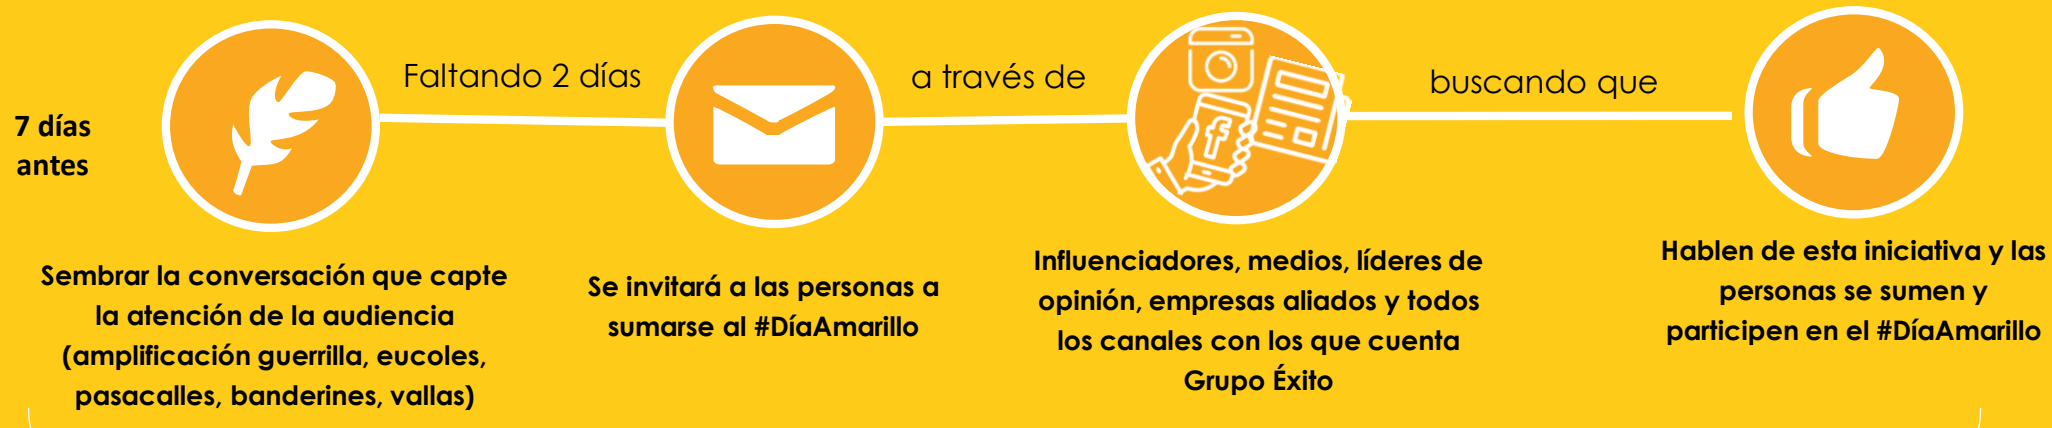 7 días
antes
Sembrar la conversación que capte
la atención de la audiencia
(amplificación guerrilla, eucoles,
pasacalles, banderines, vallas)
Faltando 2 días
Se invitará a las personas a
sumarse al #DíaAmarillo
a través de
f
Influenciadores, medios, líderes de
opinión, empresas aliados y todos
los canales con los que cuenta
Grupo Éxito
buscando que
Hablen de esta iniciativa y las
personas se sumen y
participen en el #DíaAmarillo